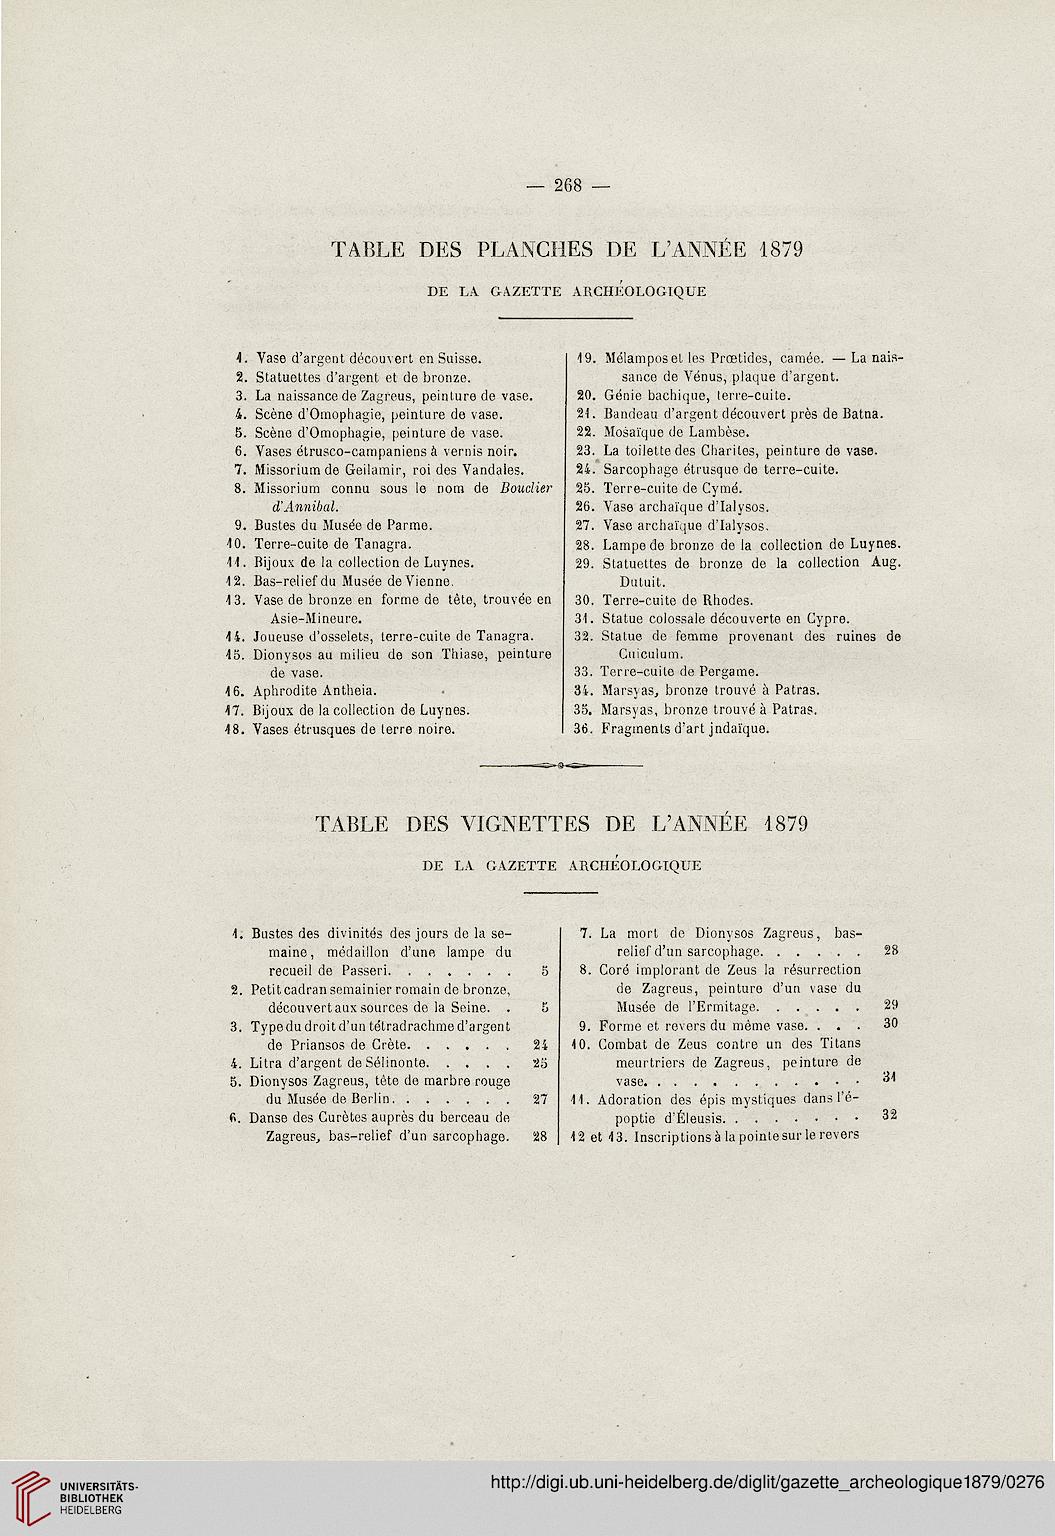 — 268 —
TABLE DES PLANCHES DE L'ANNÉE 1879
DE LA GAZETTE ARCHÉOLOGIQUE
1. Vase d'argent découvert en Suisse.
2. Statuettes d'argent et de bronze.
3. La naissance de Zagreus, peinture de vase.
4. Scène d'Omophagie, peinture de vase.
5. Scène d'Omophagie, peinture de vase.
6. Vases étrusco-campaniens à vernis noir.
7. Missorium de Geilamir, roi des Vandales.
8. Missorium connu sous le nom de Bouclier
d'Annibal.
9. Bustes du Musée de Parme.
10. Terre-cuite de Tanagra.
11. Bijoux de la collection de Luynes.
12. Bas-relief du Musée de Vienne.
13. Vase de bronze en forme de tête, trouvée en
Asie-Mineure.
14. Joueuse d'osselets, terre-cuite de Tanagra.
15. Dionysos au milieu de son Thiase, peinture
de vase.
16. Aphrodite Antheia.
17. Bijoux de la collection de Luynes.
18. Vases étrusques de terre noire.
19. Mélampos et les Prœtides, camée. — La nais-
sance de Vénus, plaque d'argent.
20. Génie bachique, terre-cuite.
21. Bandeau d'argent découvert près de Batna.
22. Mosaïque de Lambèse.
23. La toilette des Charites, peinture de vase.
24. Sarcophage étrusque de terre-cuite.
25. Terre-cuite de Cymé.
26. Vase archaïque d'Ialysos.
27. Vase archaïque d'Ialysos.
28. Lampe de bronze de la collection de Luynes.
29. Statuettes de bronze de la collection Aug.
Dutuit.
30. Terre-cuite de Rhodes.
31. Statue colossale découverte en Cypre.
32. Statue de femme provenant des ruines de
Cuiculum.
33. Terre-cuite de Pergame.
34. Marsyas, bronze trouvé à Patras.
35. Marsyas, bronze trouvé à Patras.
36. Fragments d'art jndaïque.
TABLE DES VIGNETTES DE L'ANNÉE 1879
DE LA GAZETTE ARCHÉOLOGIQUE
1. Bustes des divinités des jours de la se-
maine, médaillon d'une lampe du
recueil de Passeri. . . . . . . 5
2. Petit cadran semainier romain de bronze,
découvert aux sources de la Seine. . 5
3. Type du droit d'un tétradrachme d'argent
de Priansos de Crète. . . . . . 24
4. Litra d'argent de Sélinonte. . . . . 25
5. Dionysos Zagreus, tête de marbre rouge
du Musée de Berlin. . . . . . . 27
6. Danse des Curètes auprès du berceau de
Zagreus, bas-relief d'un sarcophage. 28
7. La mort de Dionysos Zagreus, bas-
relief d'un sarcophage. . . . . . 28
8. Coré implorant de Zeus la résurrection
de Zagreus, peinture d'un vase du
Musée de l'Ermitage. . . . . . 29
9. Forme et revers du même vase. . . . 30
10. Combat de Zeus contre un des Titans
meurtriers de Zagreus, peinture de
vase. . . . . . . . . . . . 31
11. Adoration des épis mystiques dans l'é-
poptie d'Éleusis. . . . . . . . 32
12 et 13. Inscriptions à la pointe sur le revers
UNIVERSITÄTS-
BIBLIOTHEK
HEIDELBERG
http://digi.ub.uni-heidelberg.de/diglit/gazette_archeologique1879/0276